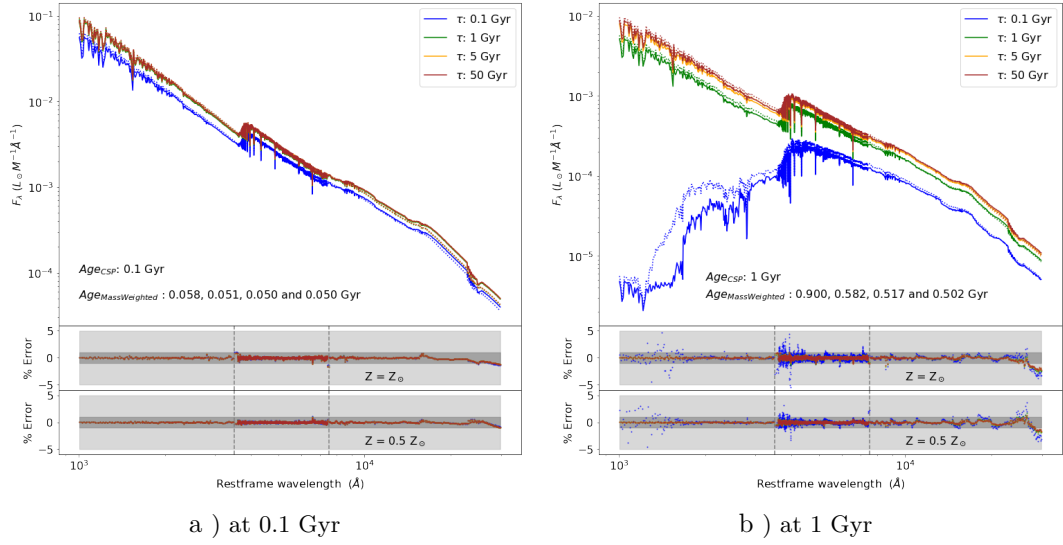 τ: 0.1 Gyr
τ: 1 Gyr
τ: 5 Gyr
τ: 50 Gyr
10⁻¹
10⁻²
10⁻³
10⁻⁴
F_λ (L_⊙ M⁻¹Å⁻¹)
Age_CSP: 0.1 Gyr
Age_MassWeighted : 0.058, 0.051, 0.050 and 0.050 Gyr
5
0
−5
% Error
Z = Z_⊙
5
0
−5
% Error
Z = 0.5 Z_⊙
10³
10⁴
Restframe wavelength (Å)
a ) at 0.1 Gyr
τ: 0.1 Gyr
τ: 1 Gyr
τ: 5 Gyr
τ: 50 Gyr
10⁻²
10⁻³
10⁻⁴
10⁻⁵
F_λ (L_⊙ M⁻¹Å⁻¹)
Age_CSP: 1 Gyr
Age_MassWeighted : 0.900, 0.582, 0.517 and 0.502 Gyr
5
0
−5
% Error
Z = Z_⊙
5
0
−5
% Error
Z = 0.5 Z_⊙
10³
10⁴
Restframe wavelength (Å)
b ) at 1 Gyr